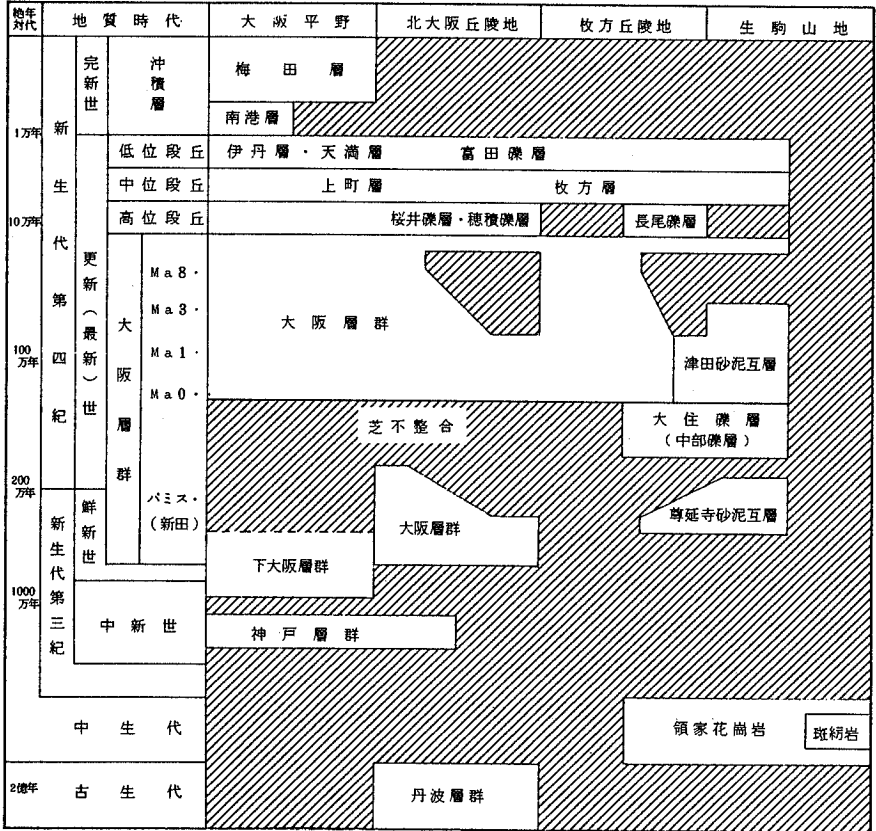 絶対年代 地質時代 大阪平野 北大阪丘陵地 枚方丘陵地 生駒山地
新生代第四紀
完新世
沖積層
梅田層
南港層
1万年
低位段丘 伊丹層・天満層 富田礫層
中位段丘 上町層 枚方層
10万年
高位段丘 桜井礫層・穂積礫層 長尾礫層
更新(最新)世
大阪層群
Ma8・
Ma3・
大阪層群
100万年
Ma1・
津田砂泥互層
Ma0・
芝不整合
大住礫層
(中部礫層)
200万年
新生代第三紀
鮮新世
パミス・
(新田)
大阪層群
尊延寺砂泥互層
下大阪層群
1000万年
中新世 神戸層群
中生代 領家花崗岩 斑糿岩
2億年 古生代 丹波層群